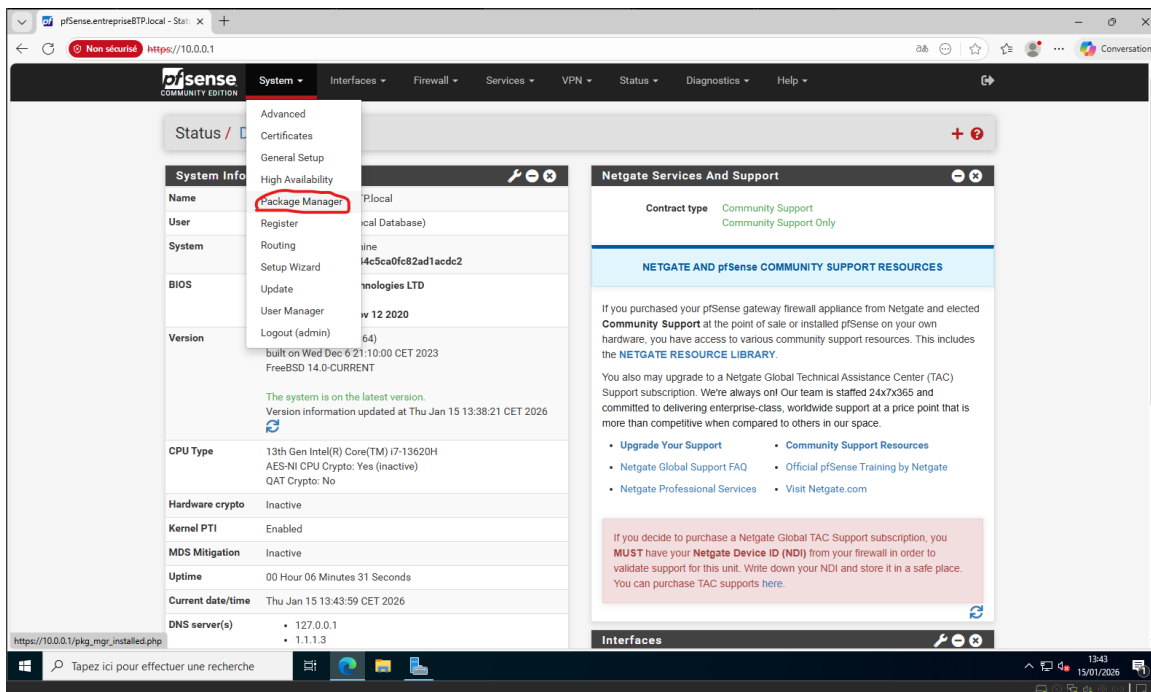 pfSense.entrepriseBTP.local - Stat
Non sécurisé https://10.0.0.1
Conversation
pfsense
COMMUNITY EDITION
System Interfaces Firewall Services VPN Status Diagnostics Help
Advanced
Certificates
General Setup
High Availability
Package Manager
Register
Routing
Setup Wizard
Update
User Manager
Logout (admin)
Status / D
System Info
Name
User
cal Database)
System
ine
4c5ca0fc82ad1acdc2
BIOS
nnologies LTD
ov 12 2020
Version
64)
built on Wed Dec 6 21:10:00 CET 2023
FreeBSD 14.0-CURRENT
The system is on the latest version.
Version information updated at Thu Jan 15 13:38:21 CET 2026
CPU Type
13th Gen Intel(R) Core(TM) i7-13620H
AES-NI CPU Crypto: Yes (inactive)
QAT Crypto: No
Hardware crypto Inactive
Kernel PTI Enabled
MDS Mitigation Inactive
Uptime 00 Hour 06 Minutes 31 Seconds
Current date/time Thu Jan 15 13:43:59 CET 2026
DNS server(s)
• 127.0.0.1
• 1.1.1.3
Netgate Services And Support
Contract type Community Support
Community Support Only
NETGATE AND pfSense COMMUNITY SUPPORT RESOURCES
If you purchased your pfSense gateway firewall appliance from Netgate and elected
Community Support at the point of sale or installed pfSense on your own
hardware, you have access to various community support resources. This includes
the NETGATE RESOURCE LIBRARY.
You also may upgrade to a Netgate Global Technical Assistance Center (TAC)
Support subscription. We're always on! Our team is staffed 24x7x365 and
committed to delivering enterprise-class, worldwide support at a price point that is
more than competitive when compared to others in our space.
• Upgrade Your Support • Community Support Resources
• Netgate Global Support FAQ • Official pfSense Training by Netgate
• Netgate Professional Services • Visit Netgate.com
If you decide to purchase a Netgate Global TAC Support subscription, you
MUST have your Netgate Device ID (NDI) from your firewall in order to
validate support for this unit. Write down your NDI and store it in a safe place.
You can purchase TAC supports here.
Interfaces
https://10.0.0.1/pkg_mgr_installed.php
Tapez ici pour effectuer une recherche
13:43
15/01/2026